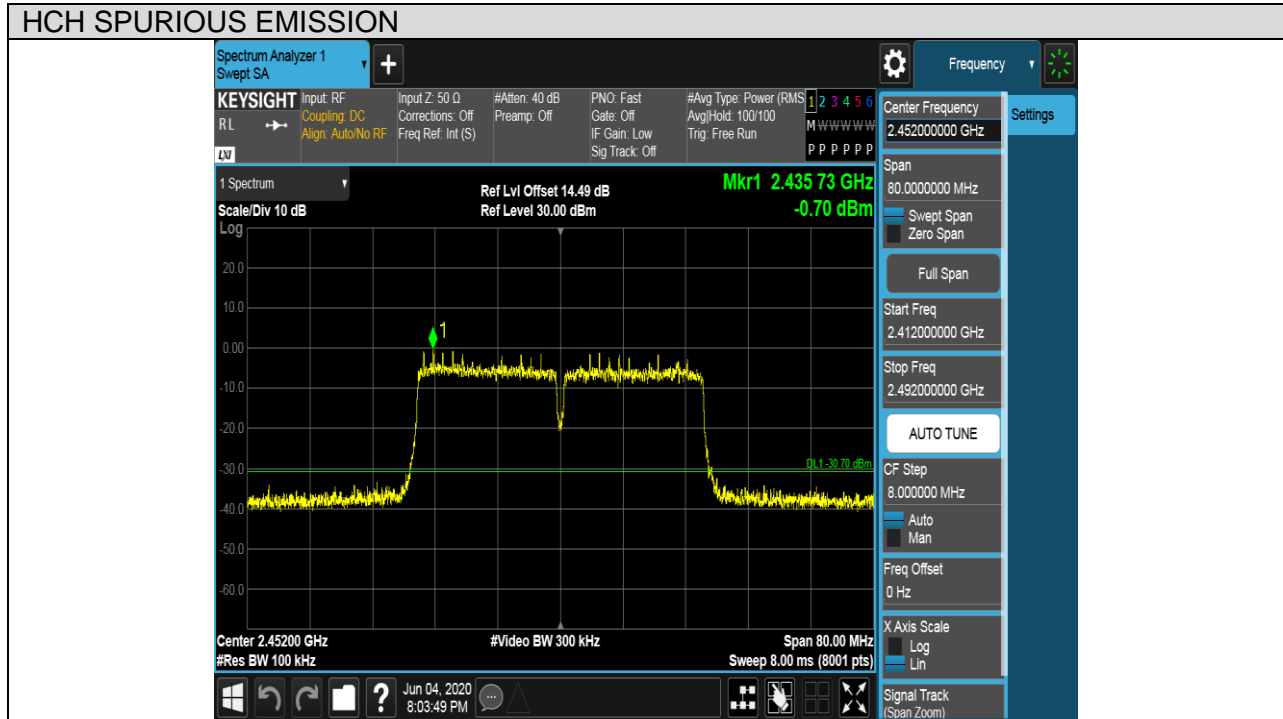 HCH SPURIOUS EMISSION
Spectrum Analyzer 1
Swept SA
+
Frequency
KEYSIGHT
RL
LXI
Input: RF
Coupling: DC
Align: Auto/No RF
Input Z: 50 Ω
Corrections: Off
Freq Ref: Int (S)
#Atten: 40 dB
Preamp: Off
PNO: Fast
Gate: Off
IF Gain: Low
Sig Track: Off
#Avg Type: Power (RMS
Avg|Hold: 100/100
Trig: Free Run
1 2 3 4 5 6
M W W W W W
P P P P P P
1 Spectrum
Scale/Div 10 dB
Ref Lvl Offset 14.49 dB
Ref Level 30.00 dBm
Mkr1 2.435 73 GHz
-0.70 dBm
Log
20.0
10.0
0.00
-10.0
-20.0
-30.0
-40.0
-50.0
-60.0
1
DL1 -30.70 dBm
Center 2.45200 GHz
#Res BW 100 kHz
#Video BW 300 kHz
Span 80.00 MHz
Sweep 8.00 ms (8001 pts)
?
Jun 04, 2020
8:03:49 PM
Center Frequency
2.452000000 GHz
Settings
Span
80.0000000 MHz
Swept Span
Zero Span
Full Span
Start Freq
2.412000000 GHz
Stop Freq
2.492000000 GHz
AUTO TUNE
CF Step
8.000000 MHz
Auto
Man
Freq Offset
0 Hz
X Axis Scale
Log
Lin
Signal Track
(Span Zoom)